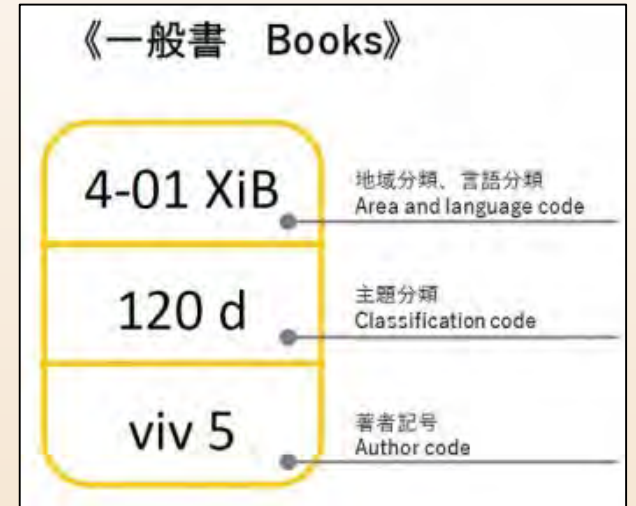 《一般書　Books》
4-01 XiB
地域分類、言語分類
Area and language code
120 d
主題分類
Classification code
viv 5
著者記号
Author code